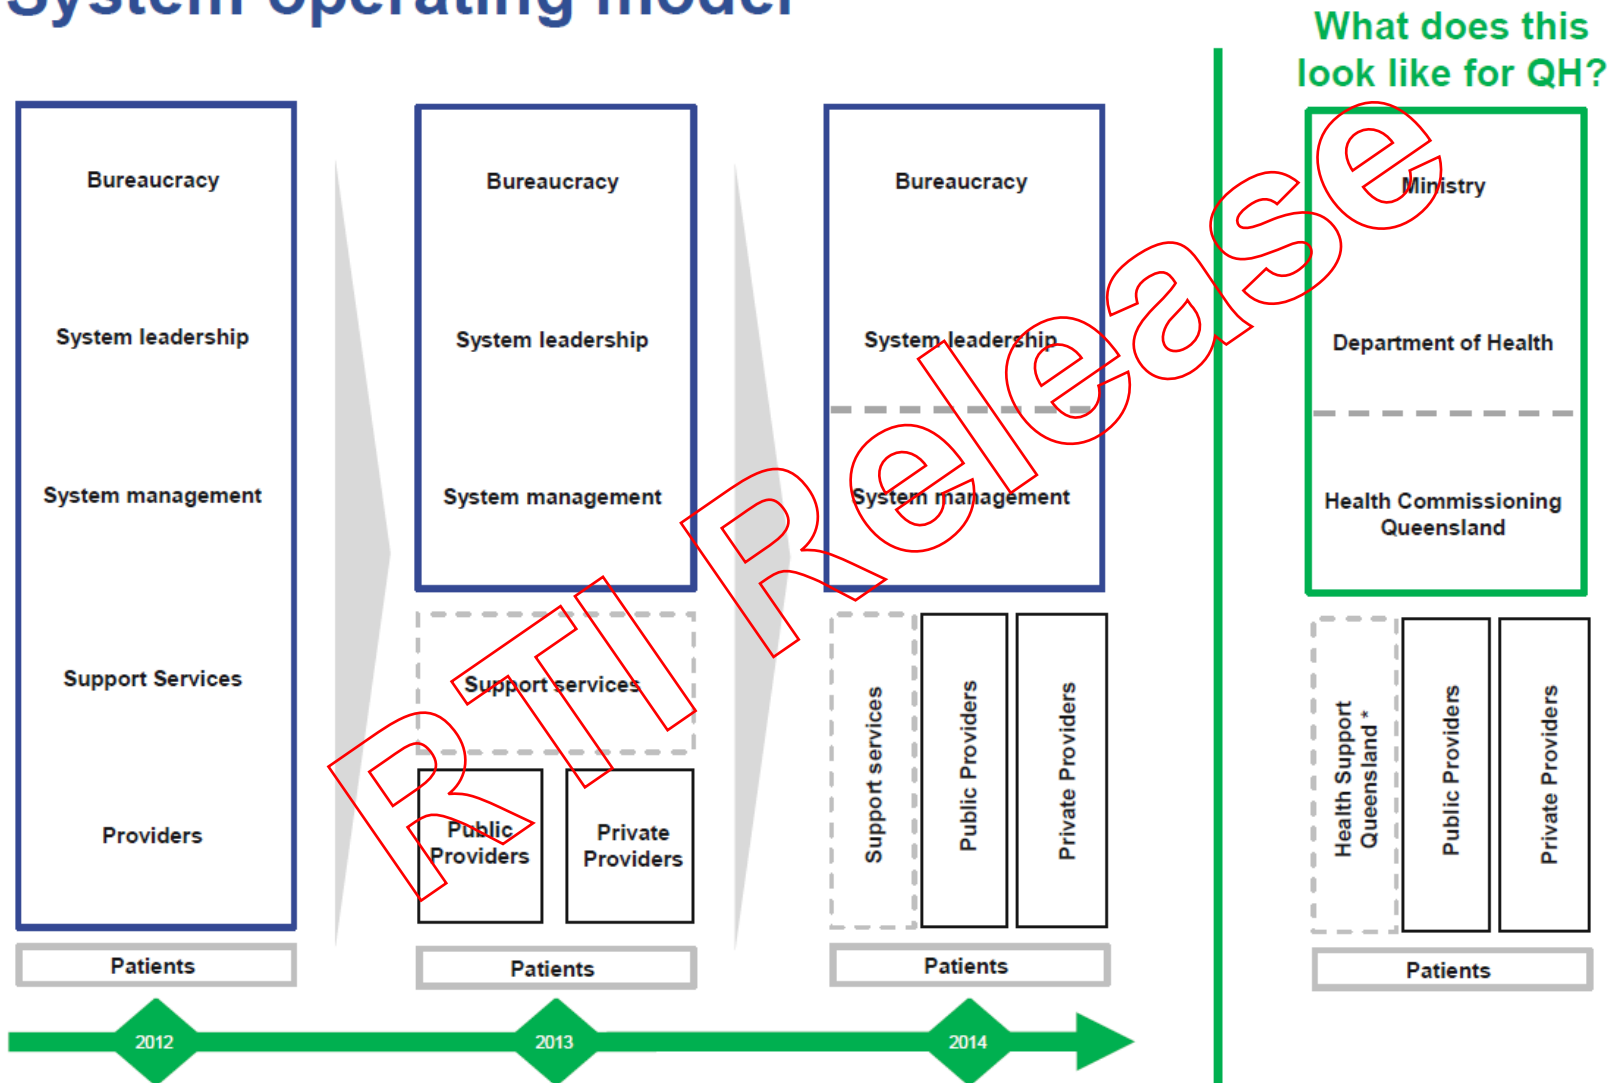 System operating model
What does this
look like for QH?
Bureaucracy
System leadership
System management
Support Services
Providers
Patients
2012
Bureaucracy
System leadership
System management
Support services
Public
Providers
Private
Providers
Patients
2013
Bureaucracy
System leadership
System management
Support services
Public Providers
Private Providers
Patients
2014
Ministry
Department of Health
Health Commissioning
Queensland
Health Support
Queensland *
Public Providers
Private Providers
Patients
RTI Release